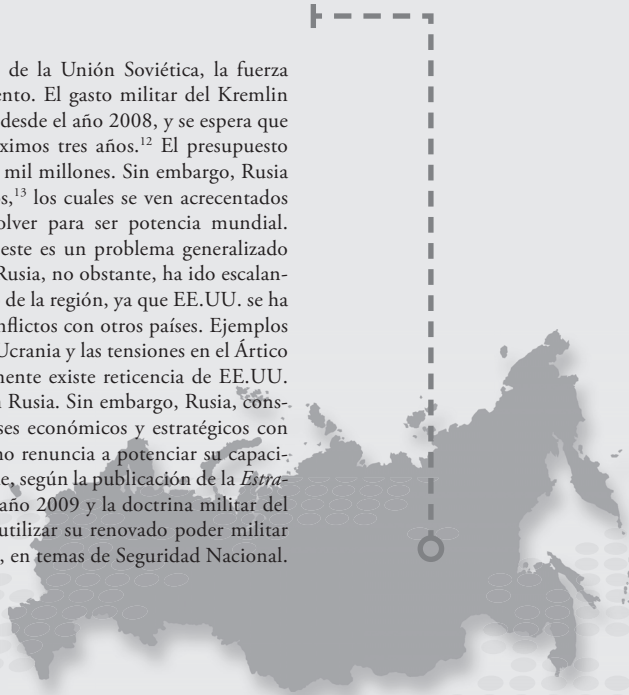 de la Unión Soviética, la fuerza
ento. El gasto militar del Kremlin
desde el año 2008, y se espera que
ximos tres años.¹² El presupuesto
mil millones. Sin embargo, Rusia
os,¹³ los cuales se ven acrecentados
olver para ser potencia mundial.
este es un problema generalizado
Rusia, no obstante, ha ido escalan-
de la región, ya que EE.UU. se ha
nflictos con otros países. Ejemplos
Ucrania y las tensiones en el Ártico
mente existe reticencia de EE.UU.
n Rusia. Sin embargo, Rusia, cons-
ses económicos y estratégicos con
no renuncia a potenciar su capaci-
e, según la publicación de la Estra-
año 2009 y la doctrina militar del
utilizar su renovado poder militar
, en temas de Seguridad Nacional.